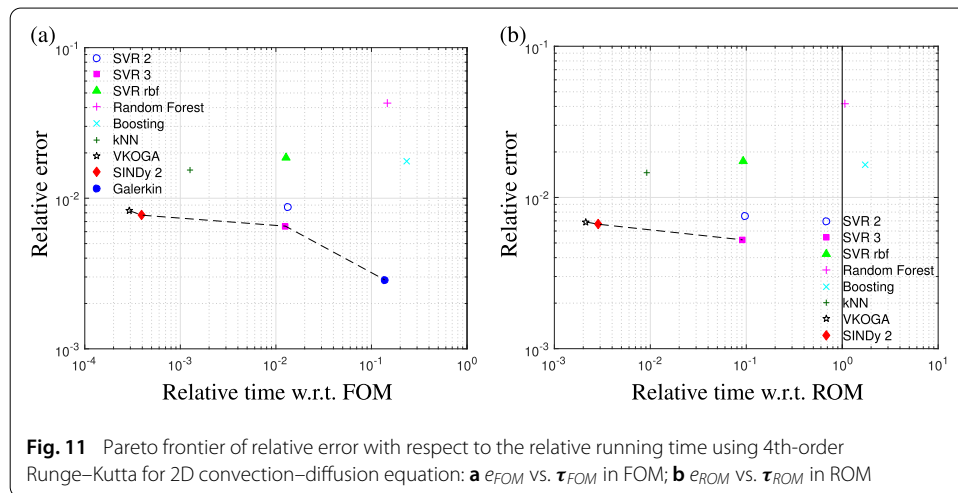 (a)
10^-1
10^-2
10^-3
Relative error
SVR 2
SVR 3
SVR rbf
Random Forest
Boosting
kNN
VKOGA
SINDy 2
Galerkin
10^-4 10^-3 10^-2 10^-1 10^0
Relative time w.r.t. FOM
(b)
10^-1
10^-2
10^-3
Relative error
SVR 2
SVR 3
SVR rbf
Random Forest
Boosting
kNN
VKOGA
SINDy 2
10^-3 10^-2 10^-1 10^0 10^1
Relative time w.r.t. ROM
Fig. 11 Pareto frontier of relative error with respect to the relative running time using 4th-order
Runge–Kutta for 2D convection–diffusion equation: a e_FOM vs. τ_FOM in FOM; b e_ROM vs. τ_ROM in ROM